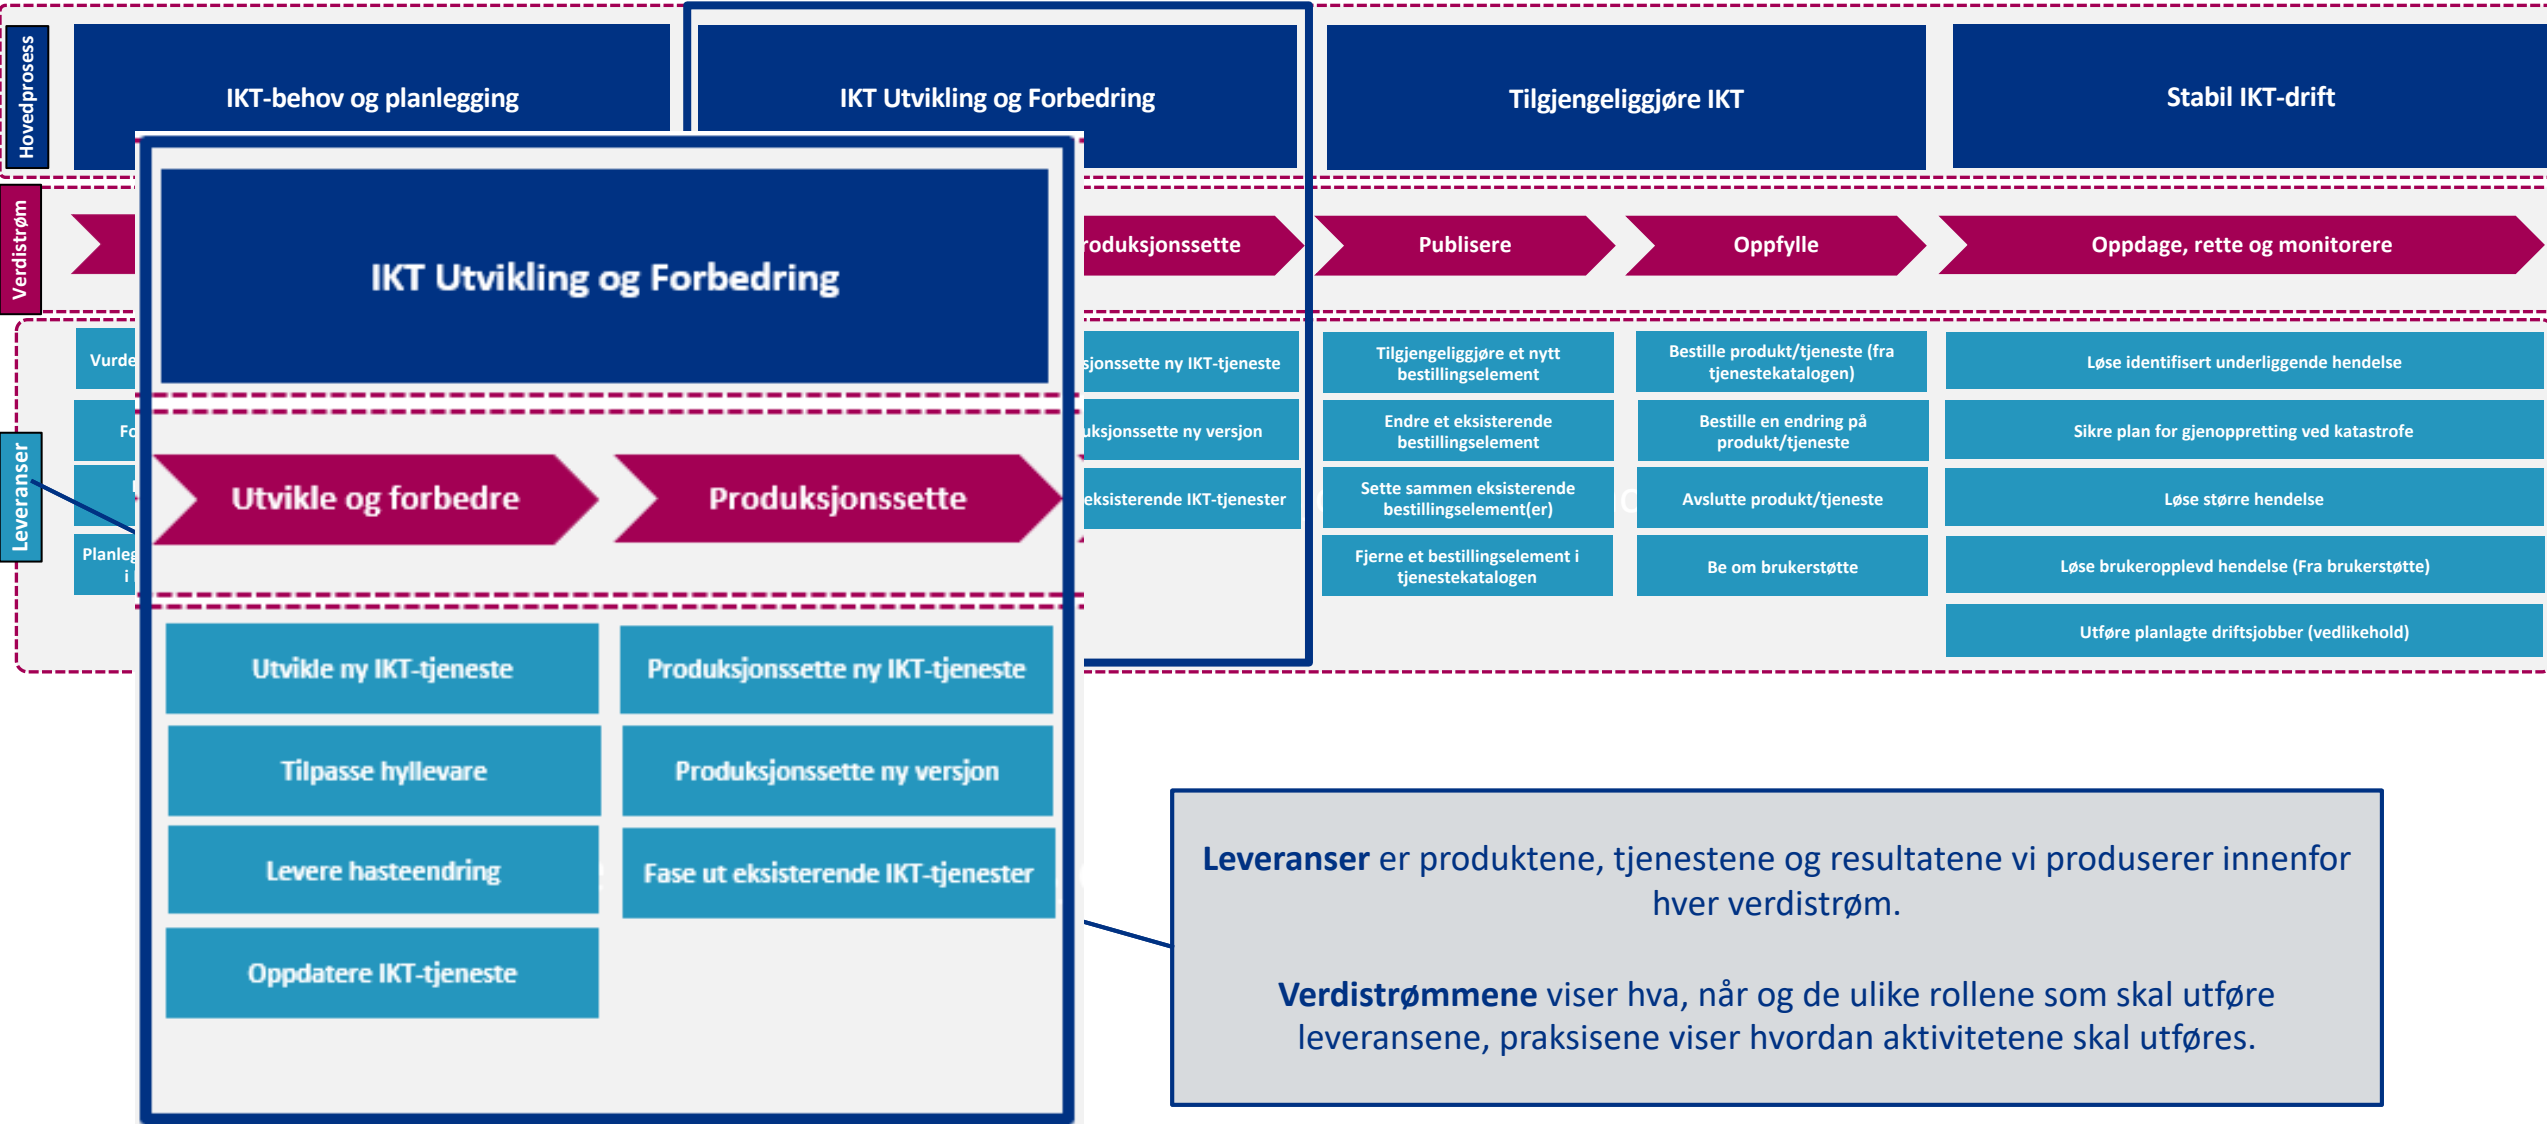 Hovedprosess
IKT-behov og planlegging
IKT Utvikling og Forbedring
Tilgjengeliggjøre IKT
Stabil IKT-drift
Verdistrøm
roduksjonssette
Publisere
Oppfylle
Oppdage, rette og monitorere
Leveranser
Vurde
Fo
Planleg
i
sjonssette ny IKT-tjeneste
uksjonssette ny versjon
eksisterende IKT-tjenester
Tilgjengeliggjøre et nytt
bestillingselement
Endre et eksisterende
bestillingselement
Sette sammen eksisterende
bestillingselement(er)
Fjerne et bestillingselement i
tjenestekatalogen
Bestille produkt/tjeneste (fra
tjenestekatalogen)
Bestille en endring på
produkt/tjeneste
Avslutte produkt/tjeneste
Be om brukerstøtte
Løse identifisert underliggende hendelse
Sikre plan for gjenoppretting ved katastrofe
Løse større hendelse
Løse brukeropplevd hendelse (Fra brukerstøtte)
Utføre planlagte driftsjobber (vedlikehold)
IKT Utvikling og Forbedring
Utvikle og forbedre
Produksjonssette
Utvikle ny IKT-tjeneste
Tilpasse hyllevare
Levere hasteendring
Oppdatere IKT-tjeneste
Produksjonssette ny IKT-tjeneste
Produksjonssette ny versjon
Fase ut eksisterende IKT-tjenester
Leveranser er produktene, tjenestene og resultatene vi produserer innenfor
hver verdistrøm.
Verdistrømmene viser hva, når og de ulike rollene som skal utføre
leveransene, praksisene viser hvordan aktivitetene skal utføres.